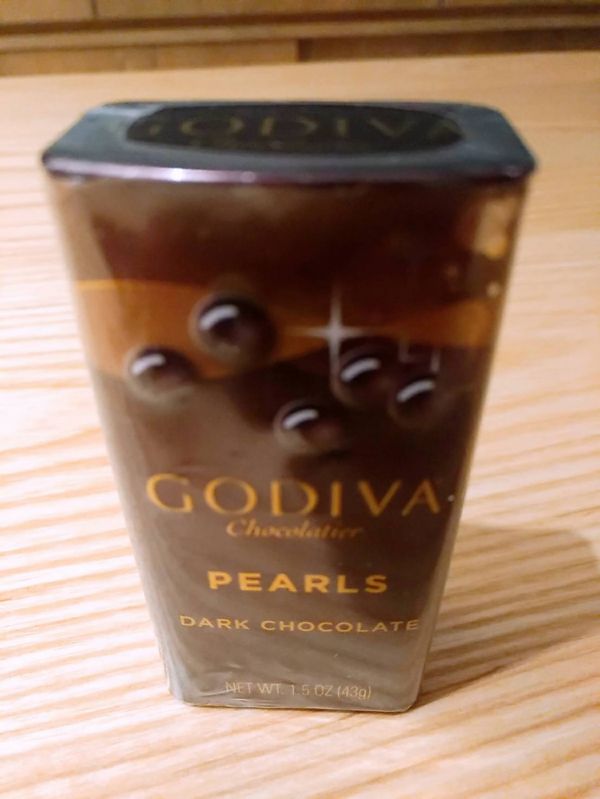 GODIVA
GODIVA
Chocolatier
PEARLS
DARK CHOCOLATE
NET WT. 1.5 OZ (43g)